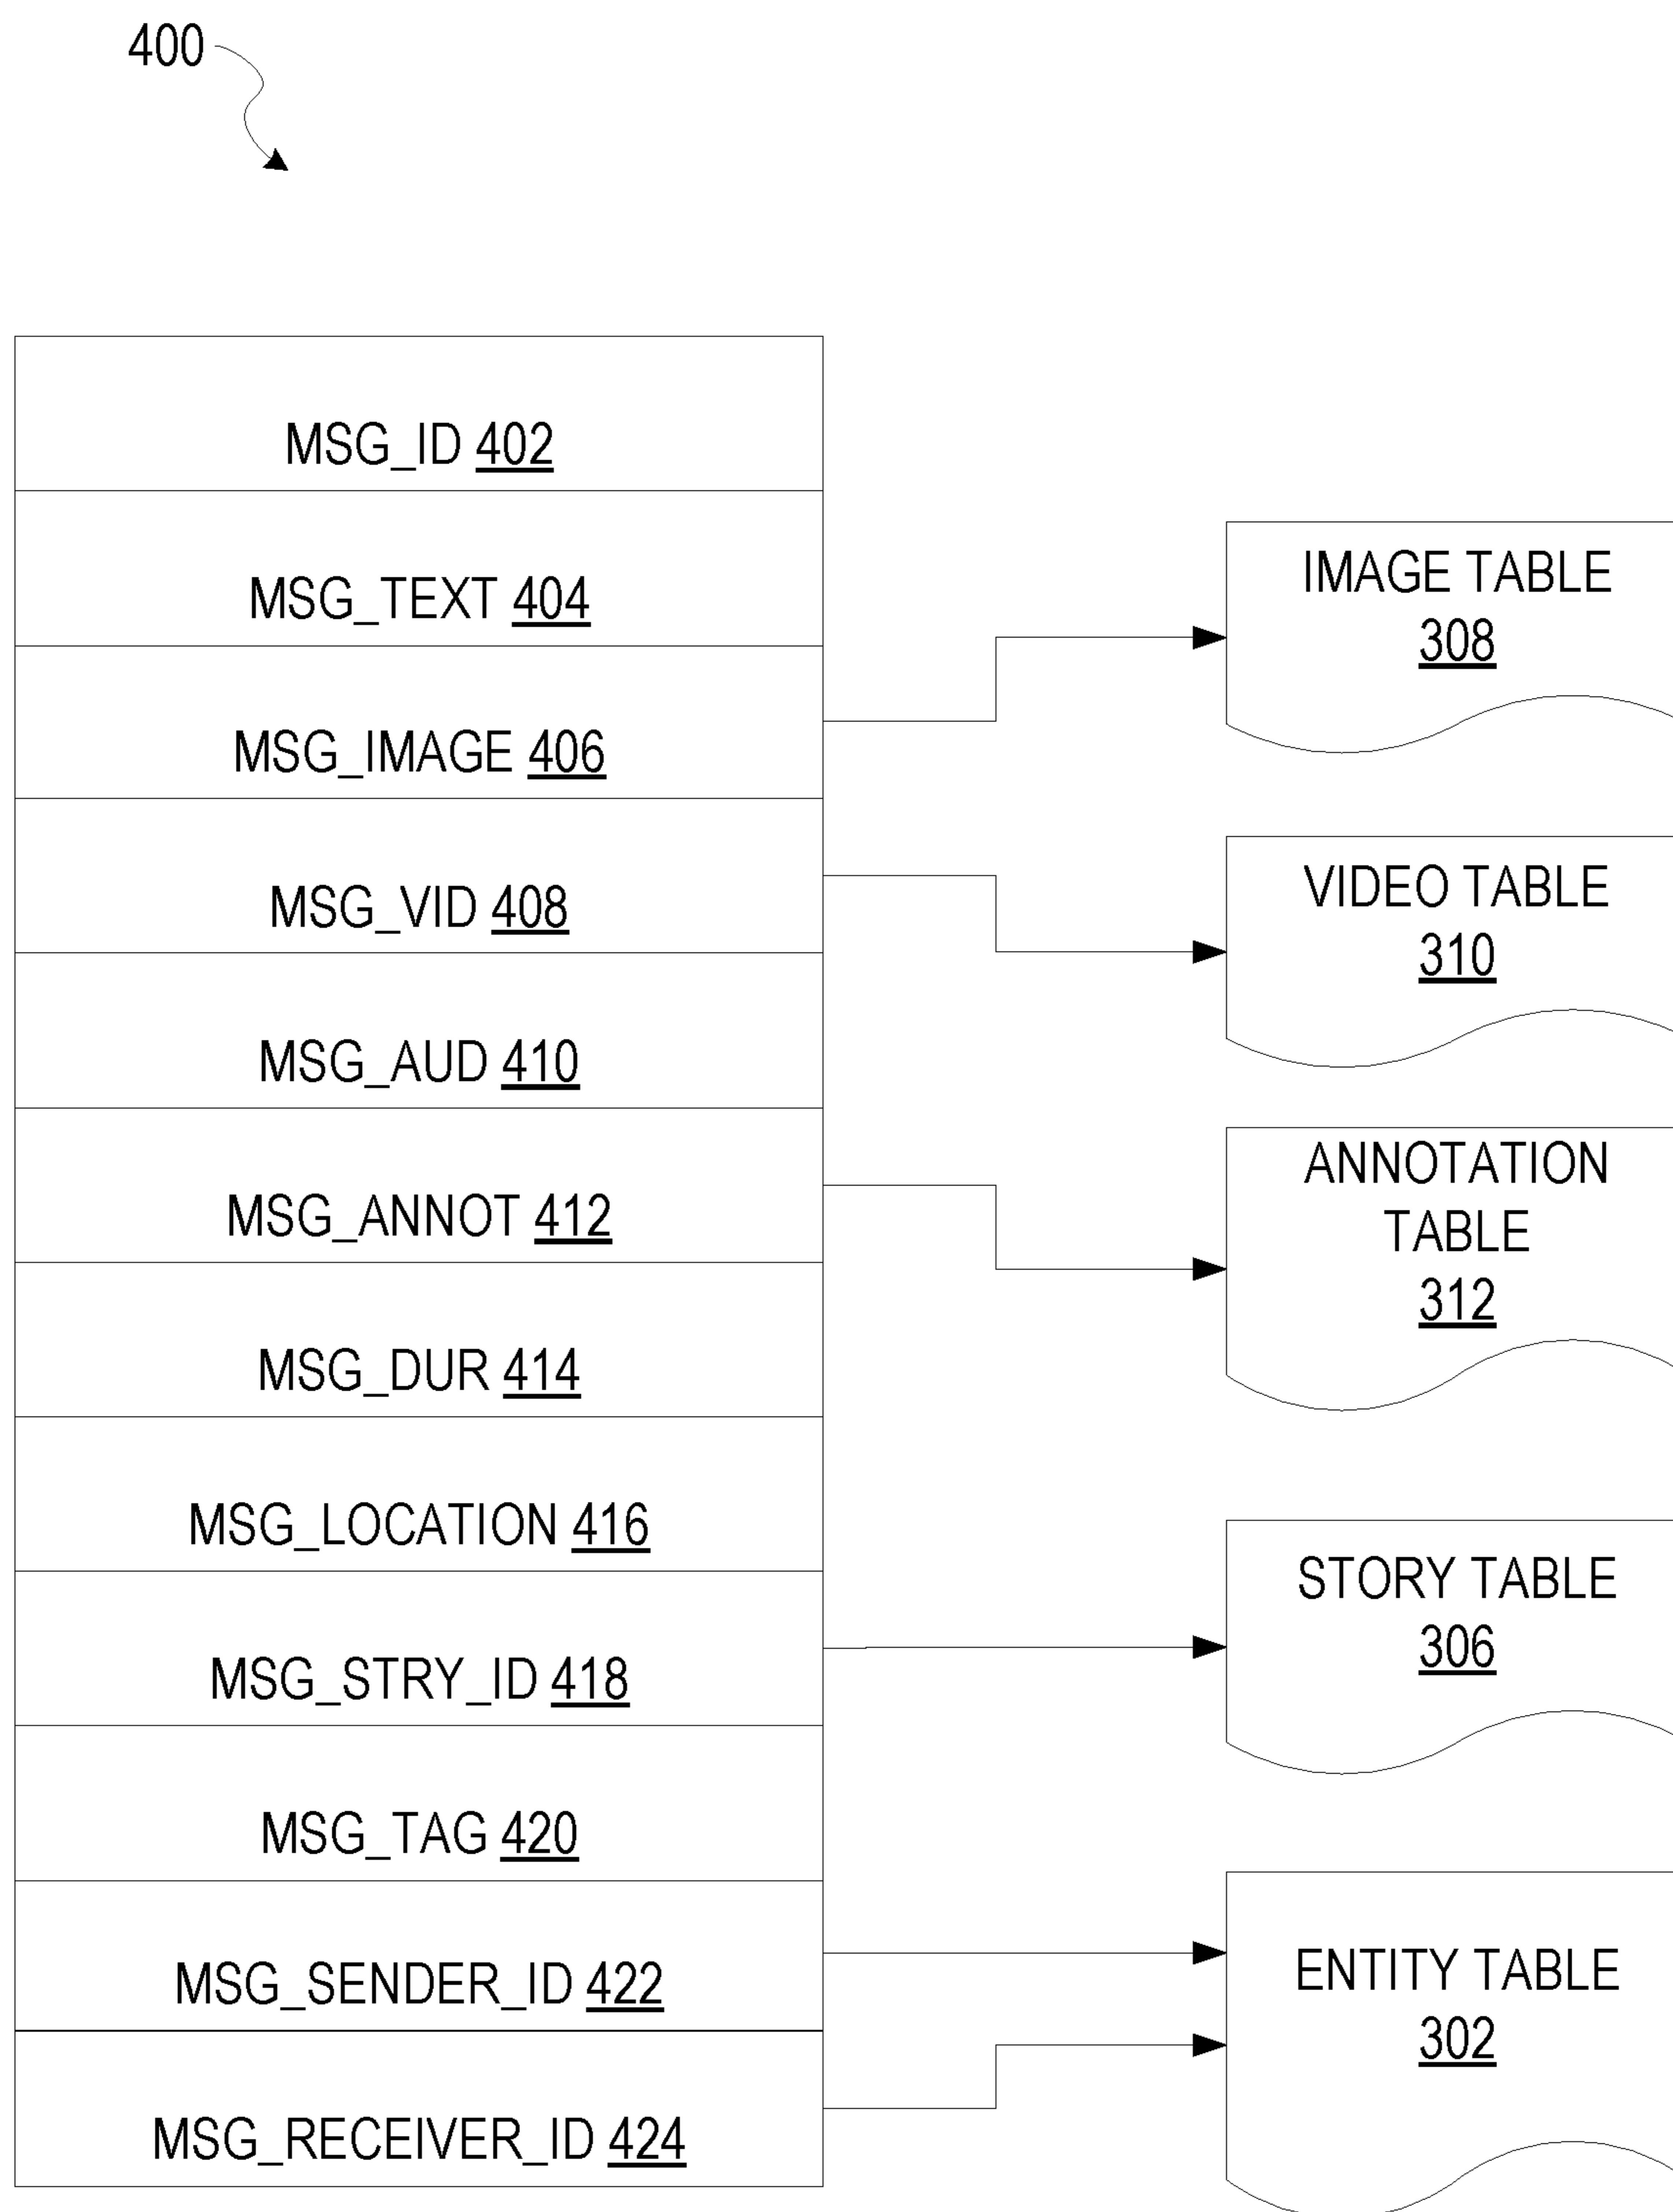 400
MSG_ID 402
MSG_TEXT 404
MSG_IMAGE 406
MSG_VID 408
MSG_AUD 410
MSG_ANNOT 412
MSG_DUR 414
MSG_LOCATION 416
MSG_STRY_ID 418
MSG_TAG 420
MSG_SENDER_ID 422
MSG_RECEIVER_ID 424
IMAGE TABLE
308
VIDEO TABLE
310
ANNOTATION
TABLE
312
STORY TABLE
306
ENTITY TABLE
302